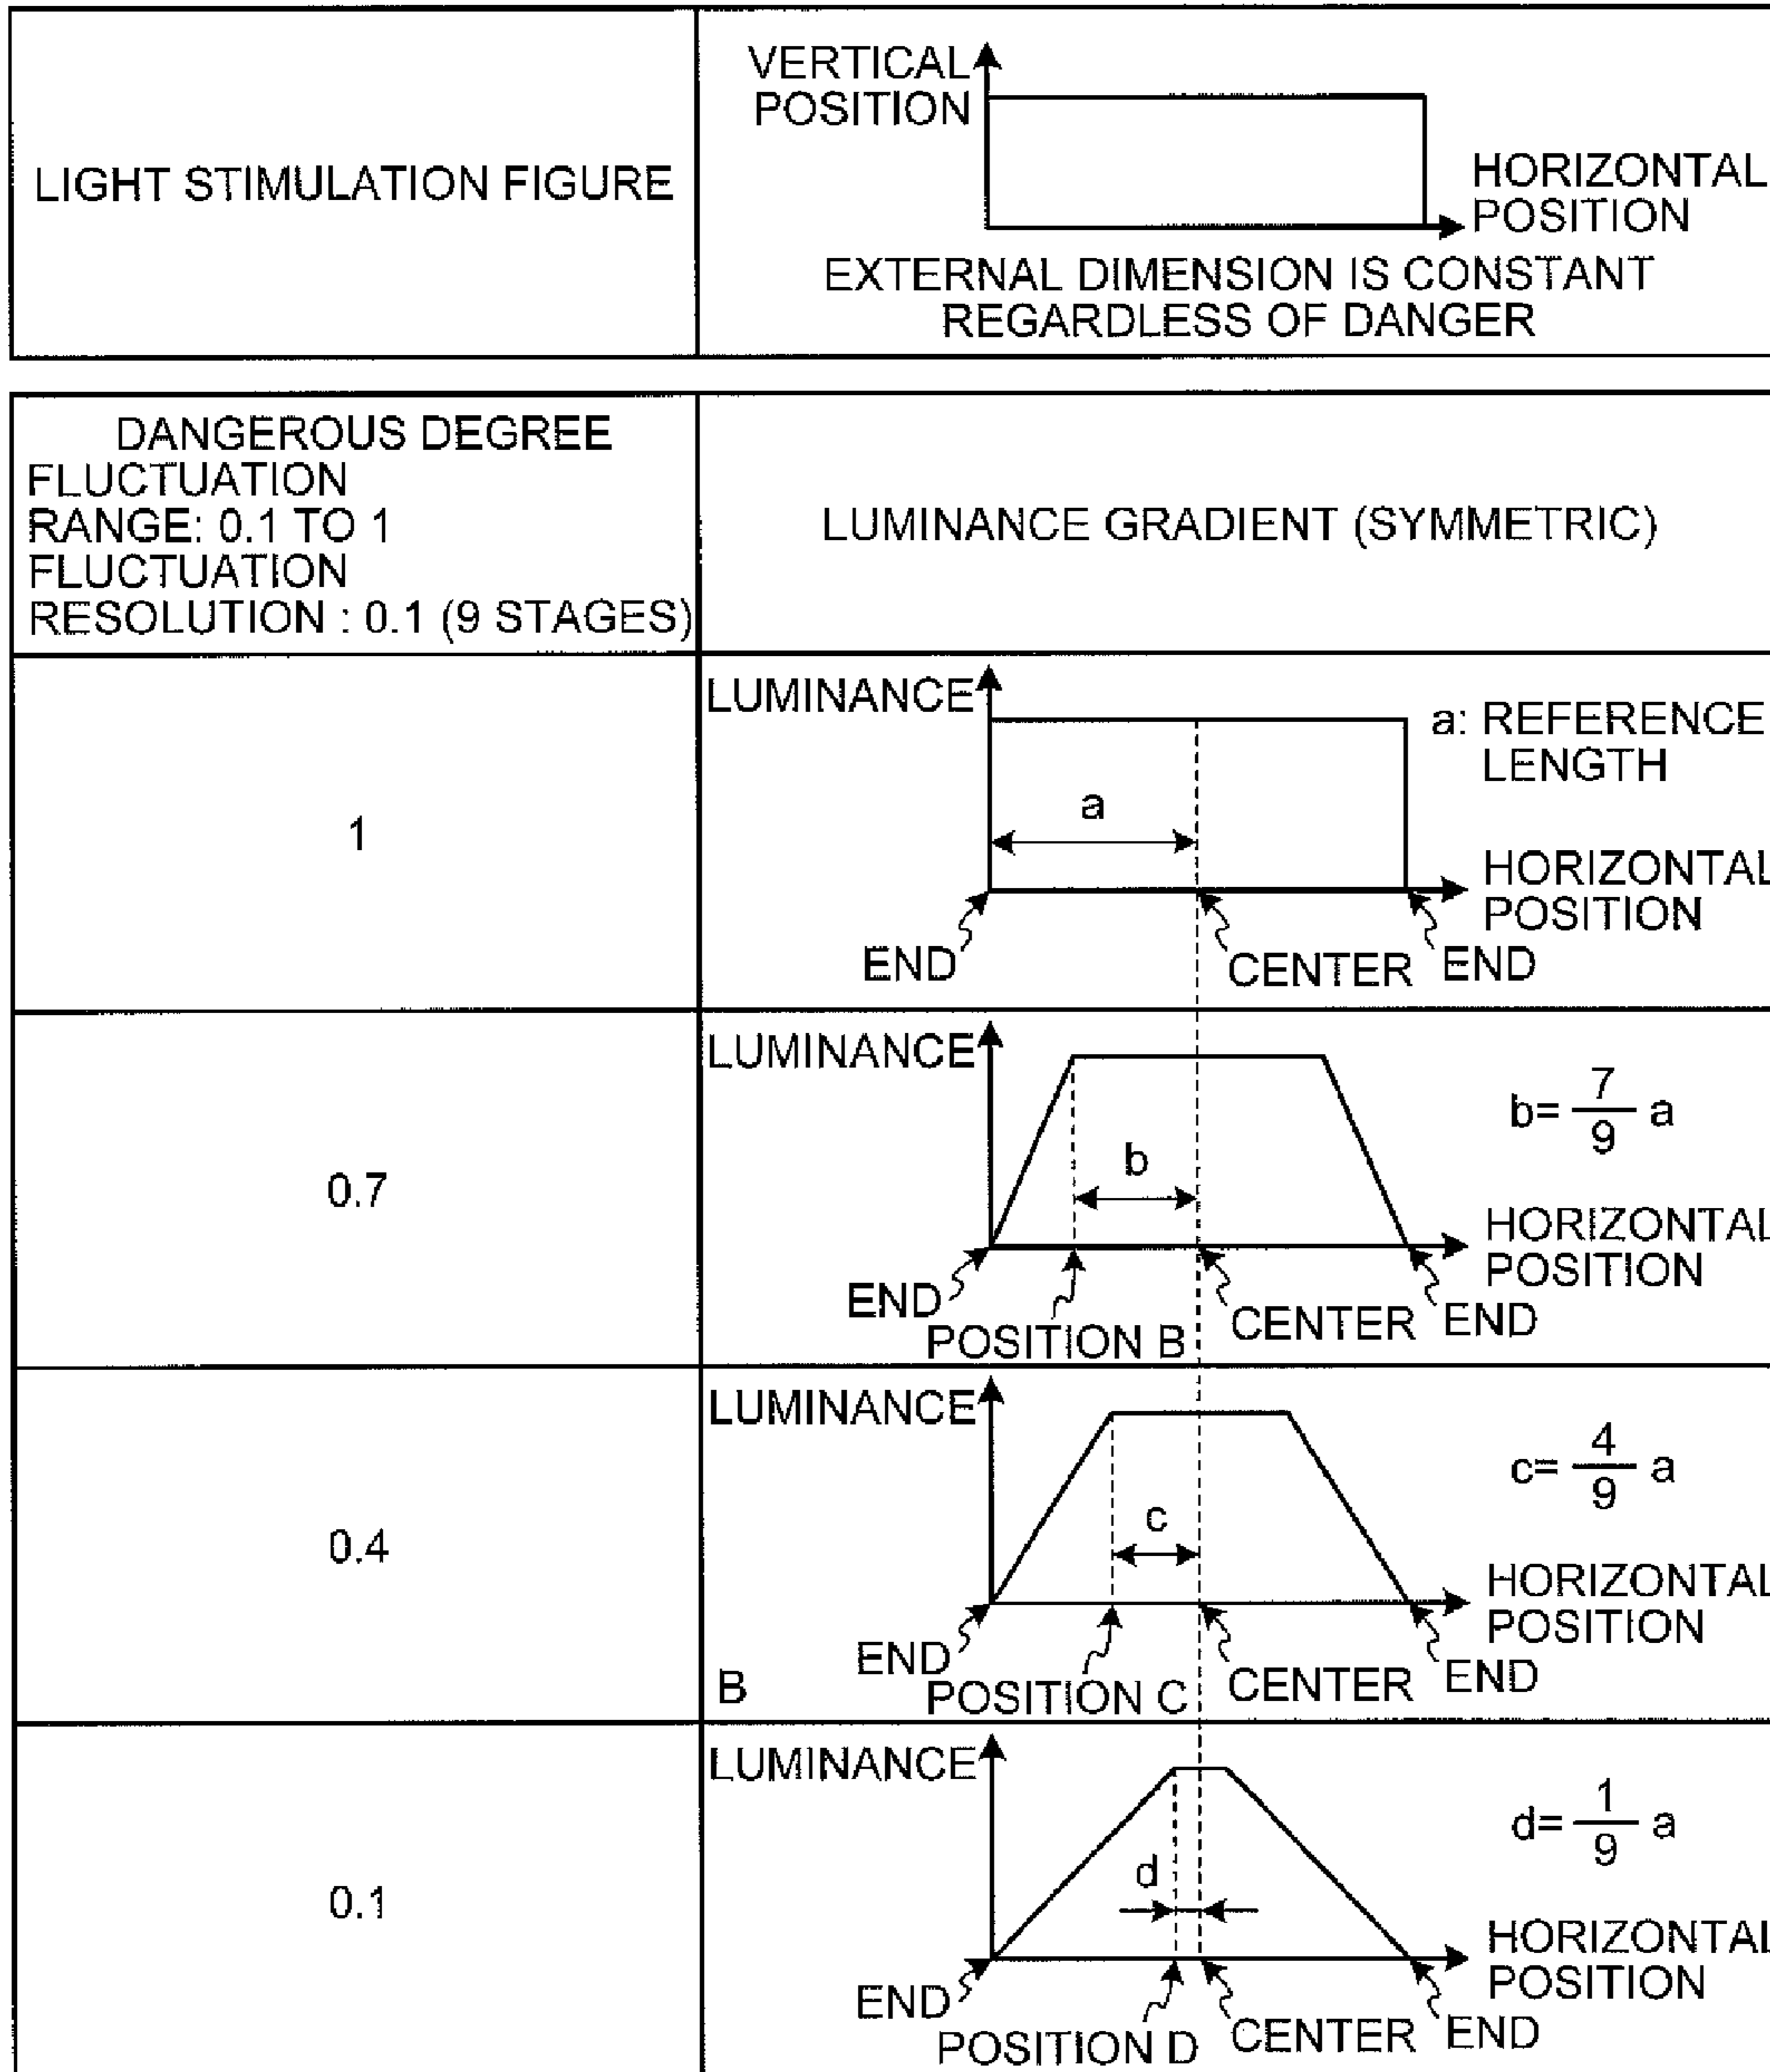 LIGHT STIMULATION FIGURE
VERTICAL
POSITION
HORIZONTAL
POSITION
EXTERNAL DIMENSION IS CONSTANT
REGARDLESS OF DANGER
DANGEROUS DEGREE
FLUCTUATION
RANGE: 0.1 TO 1
FLUCTUATION
RESOLUTION : 0.1 (9 STAGES)
LUMINANCE GRADIENT (SYMMETRIC)
1
LUMINANCE
a: REFERENCE
LENGTH
a
HORIZONTAL
POSITION
END
CENTER
END
0.7
LUMINANCE
b= 7/9 a
b
HORIZONTAL
POSITION
END
POSITION B
CENTER
END
0.4
LUMINANCE
c= 4/9 a
c
HORIZONTAL
POSITION
END
B
POSITION C
CENTER
END
0.1
LUMINANCE
d= 1/9 a
d
HORIZONTAL
POSITION
END
POSITION D
CENTER
END